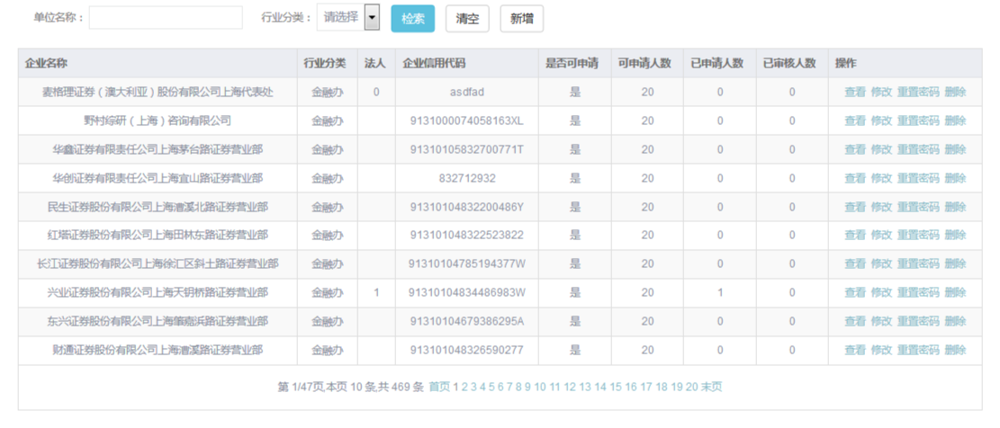 单位名称： 行业分类： 请选择 检索 清空 新增
企业名称 行业分类 法人 企业信用代码 是否可申请 可申请人数 已申请人数 已审核人数 操作
麦格理证券（澳大利亚）股份有限公司上海代表处 金融办 0 asdfad 是 20 0 0 查看 修改 重置密码 删除
野村综研（上海）咨询有限公司 金融办 9131000074058163XL 是 20 0 0 查看 修改 重置密码 删除
华鑫证券有限责任公司上海茅台路证券营业部 金融办 91310105832700771T 是 20 0 0 查看 修改 重置密码 删除
华创证券有限责任公司上海宜山路证券营业部 金融办 832712932 是 20 0 0 查看 修改 重置密码 删除
民生证券股份有限公司上海漕溪北路证券营业部 金融办 91310104832200486Y 是 20 0 0 查看 修改 重置密码 删除
红塔证券股份有限公司上海田林东路证券营业部 金融办 913101048322523822 是 20 0 0 查看 修改 重置密码 删除
长江证券股份有限公司上海徐汇区斜土路证券营业部 金融办 91310104785194377W 是 20 0 0 查看 修改 重置密码 删除
兴业证券股份有限公司上海天钥桥路证券营业部 金融办 1 91310104834486983W 是 20 1 0 查看 修改 重置密码 删除
东兴证券股份有限公司上海肇嘉浜路证券营业部 金融办 91310104679386295A 是 20 0 0 查看 修改 重置密码 删除
财通证券股份有限公司上海漕溪路证券营业部 金融办 913101048326590277 是 20 0 0 查看 修改 重置密码 删除
第 1/47页,本页 10 条,共 469 条 首页 1 2 3 4 5 6 7 8 9 10 11 12 13 14 15 16 17 18 19 20 末页